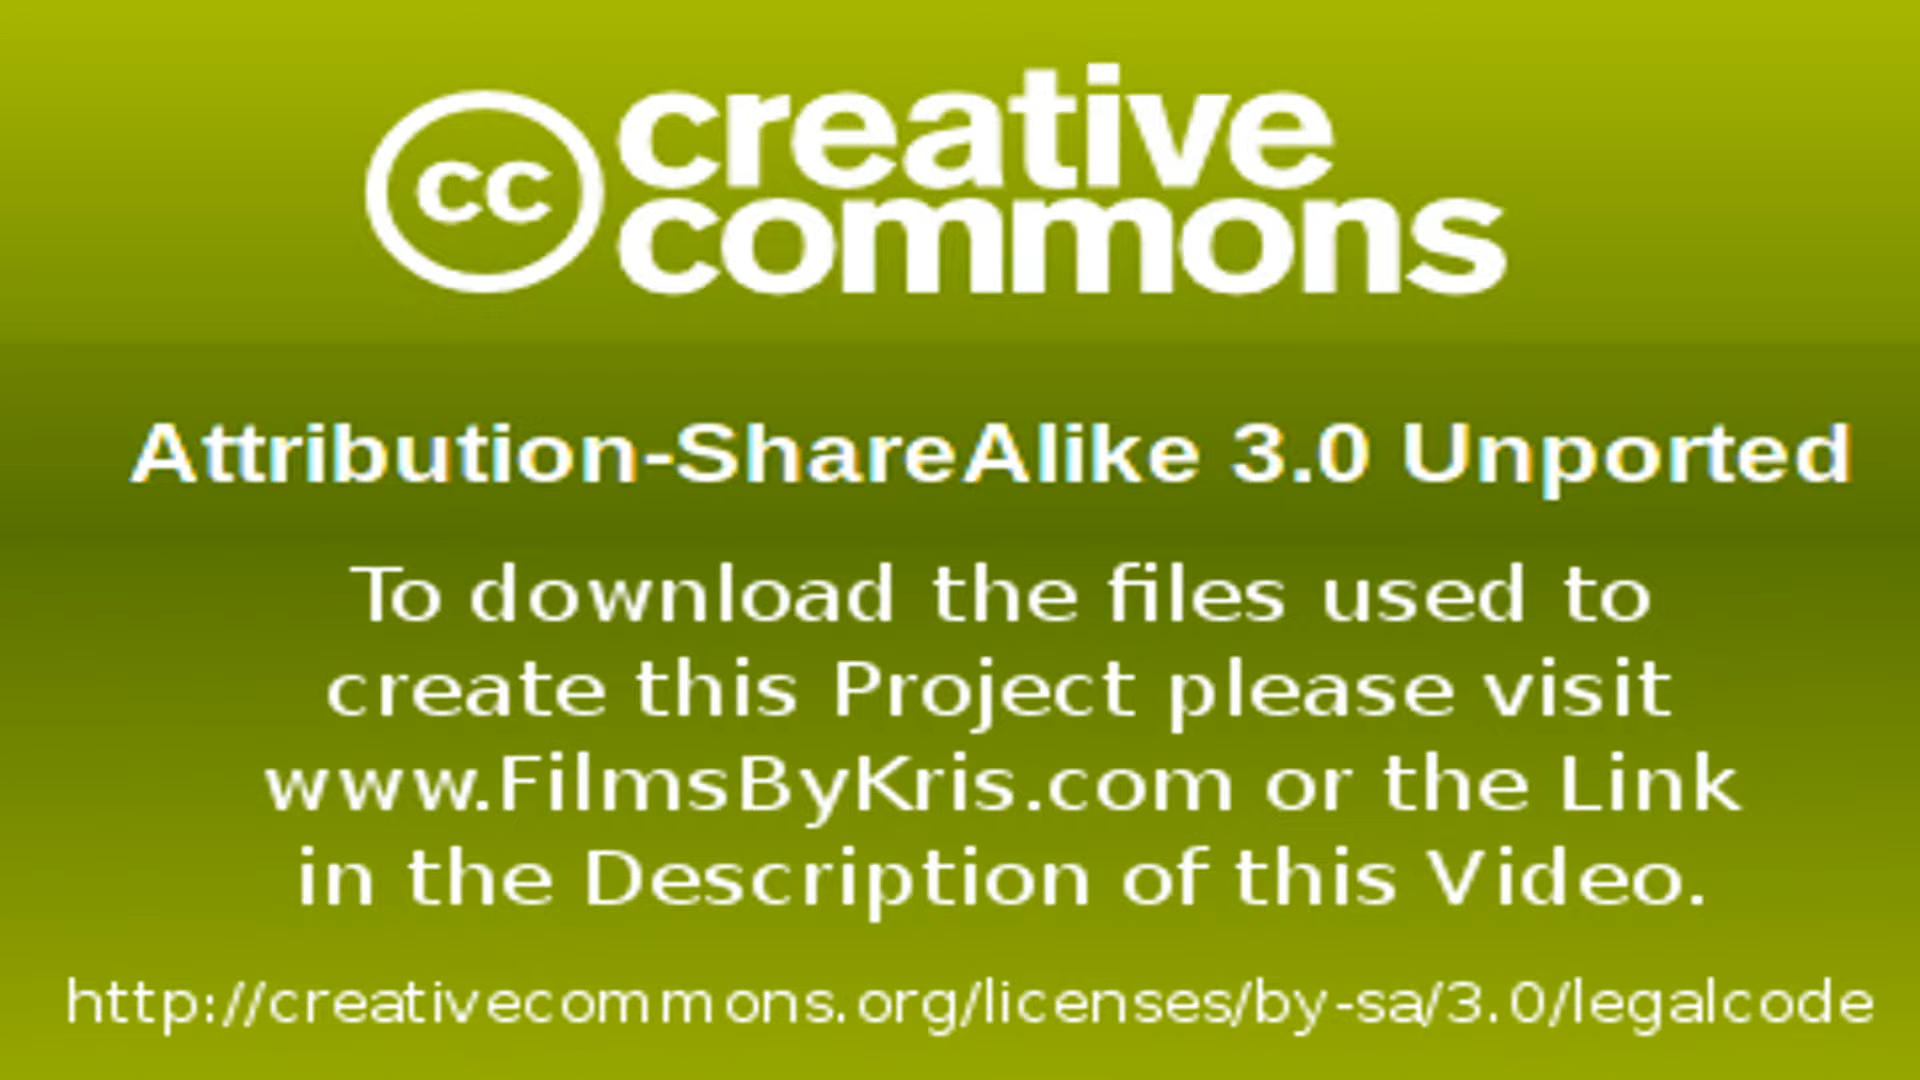 cc creative
commons
Attribution-ShareAlike 3.0 Unported
To download the files used to
create this Project please visit
www.FilmsByKris.com or the Link
in the Description of this Video.
http://creativecommons.org/licenses/by-sa/3.0/legalcode